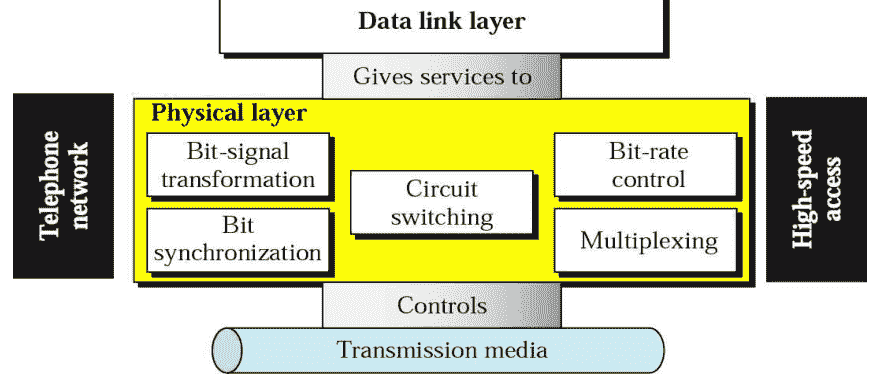 Data link layer
Gives services to
Physical layer
Telephone
network
Bit-signal
transformation
Bit
synchronization
Circuit
switching
Bit-rate
control
Multiplexing
High-speed
access
Controls
Transmission media